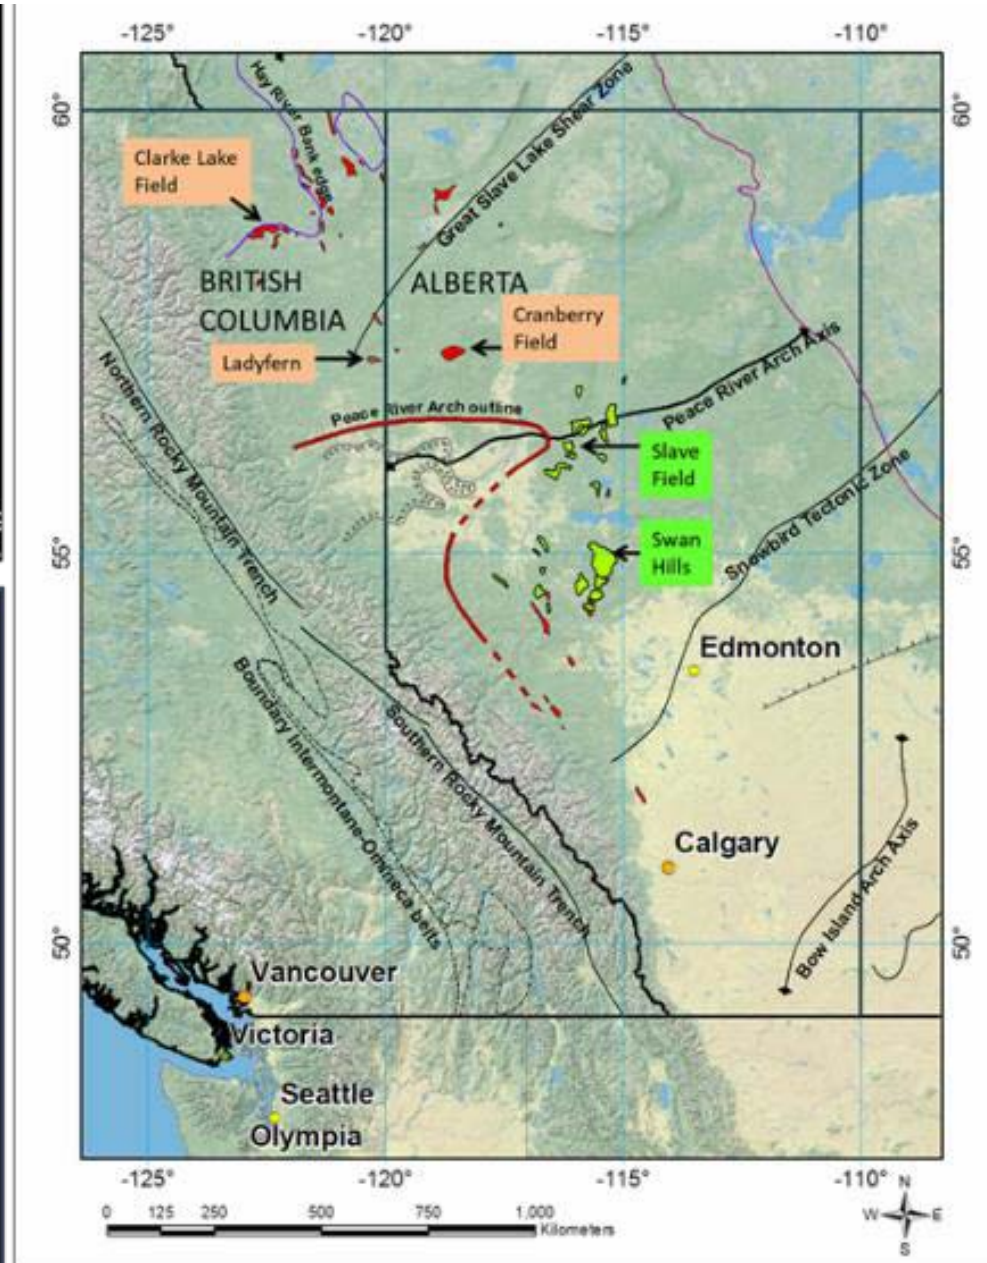 -125° -120° -115° -110°
60° 60°
Hay River Bank edge
Great Slave Lake Shear Zone
Clarke Lake
Field
BRITISH
COLUMBIA
ALBERTA
Cranberry
Field
Ladyfern
Peace River Arch Axis
Peace River Arch outline
Northern Rocky Mountain Trench
Slave
Field
Snowbird Tectonic Zone
55° 55°
Swan
Hills
Edmonton
Boundary Intermontane-Omineca belts
Southern Rocky Mountain Trench
Calgary
Bow Island Arch Axis
50° 50°
Vancouver
Victoria
Seattle
Olympia
-125° -120° -115° -110°
0 125 250 500 750 1,000
Kilometers
N
W E
S